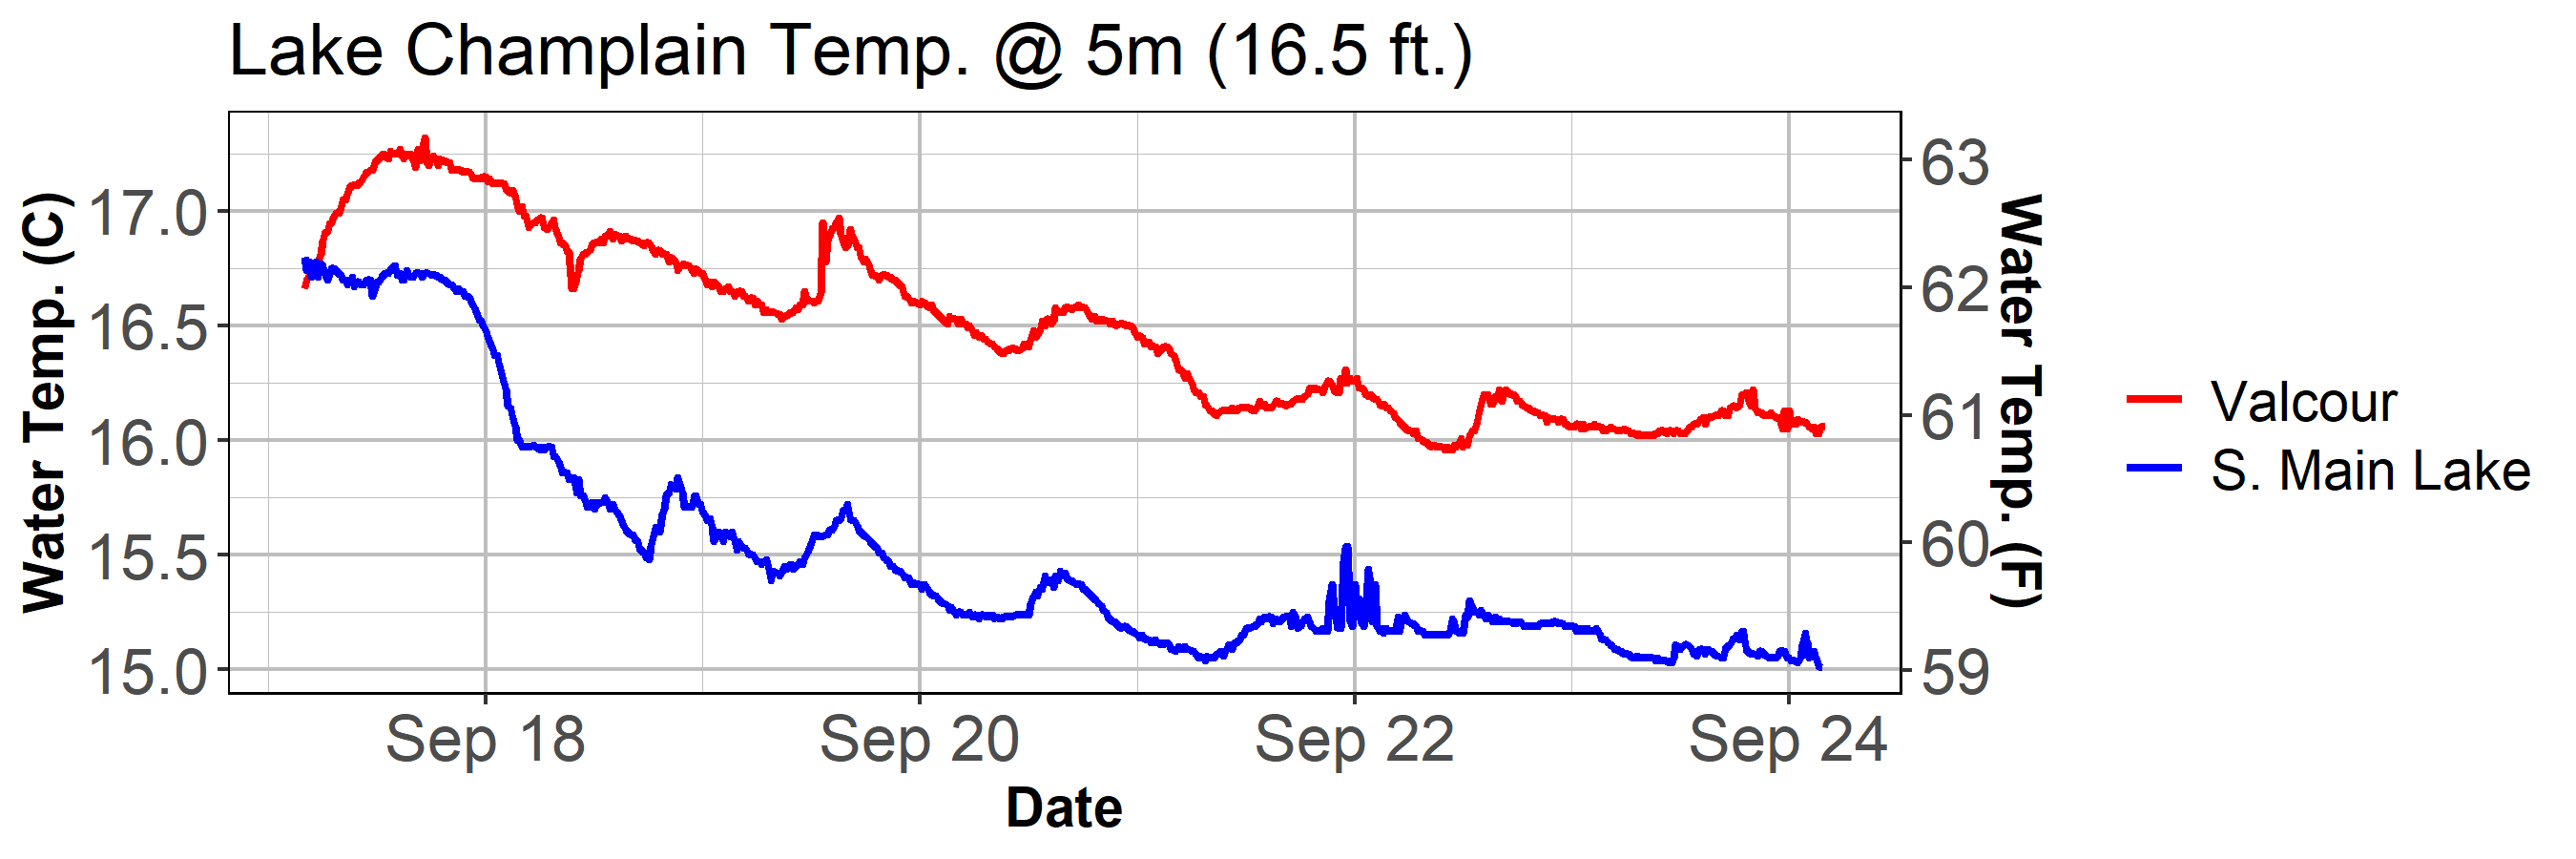 Lake Champlain Temp. @ 5m (16.5 ft.)
Water Temp. (C)
17.0
16.5
16.0
15.5
15.0
63
62
61
60
59
Water Temp. (F)
Sep 18
Sep 20
Sep 22
Sep 24
Date
Valcour
S. Main Lake